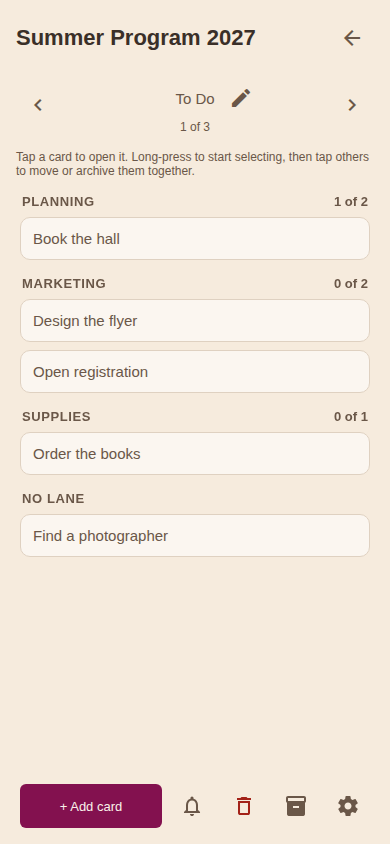 Summer Program 2027
To Do
1 of 3
Tap a card to open it. Long-press to start selecting, then tap others
to move or archive them together.
PLANNING 1 of 2
Book the hall
MARKETING 0 of 2
Design the flyer
Open registration
SUPPLIES 0 of 1
Order the books
NO LANE
Find a photographer
+ Add card